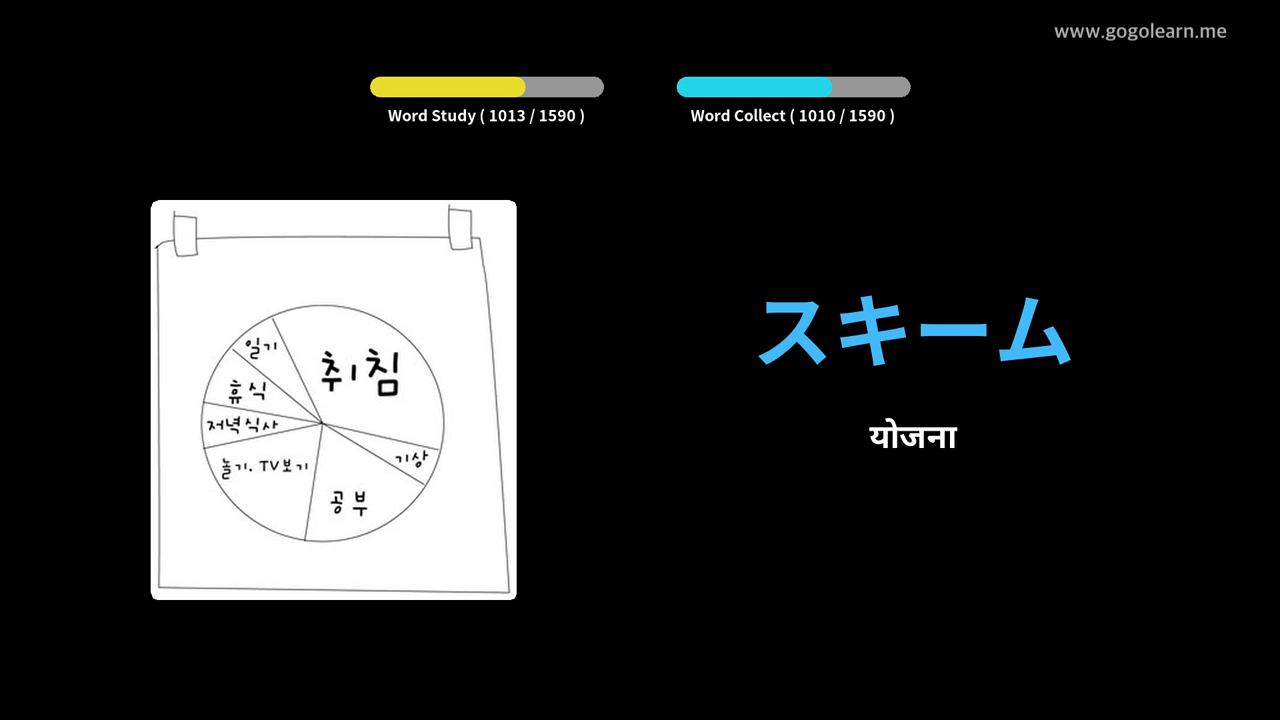 www.gogolearn.me
Word Study ( 1013 / 1590 )
Word Collect ( 1010 / 1590 )
일기
취침
휴식
저녁식사
놀기. TV보기
기상
공부
スキーム
योजना